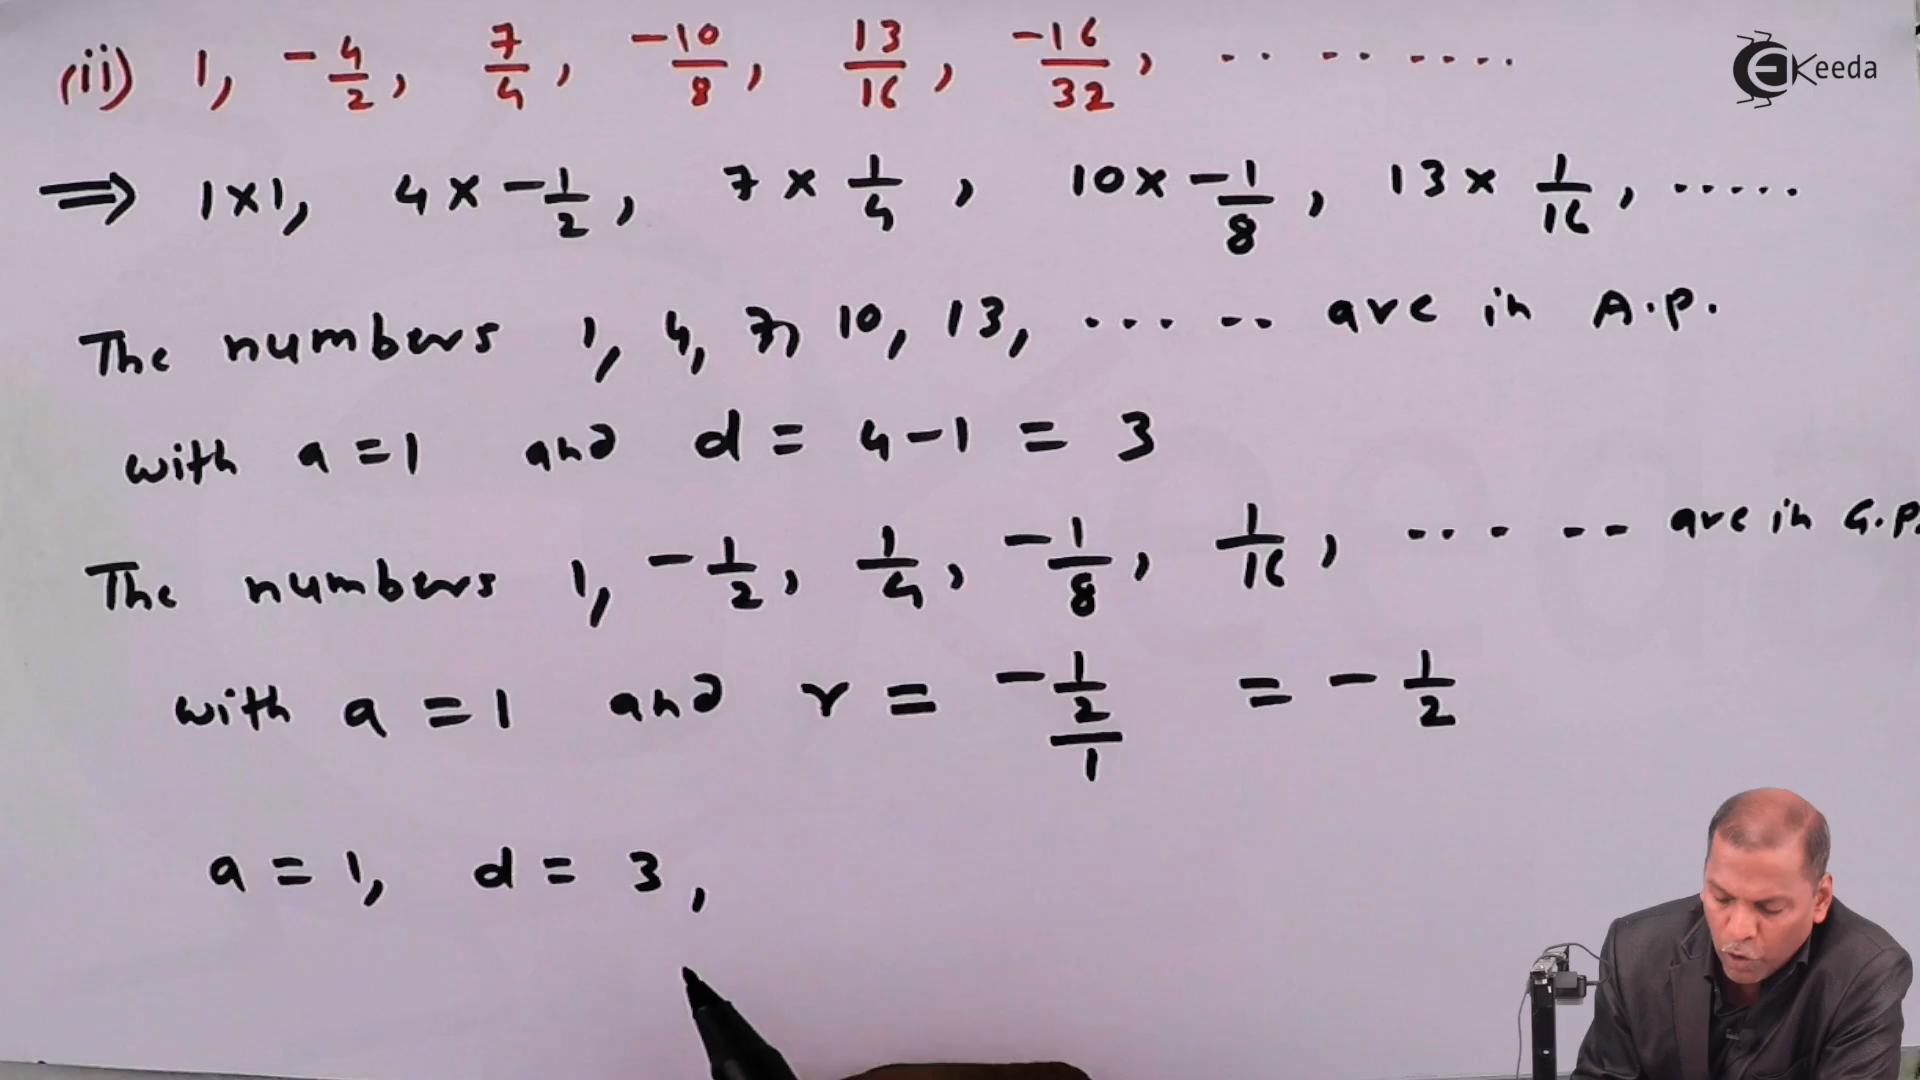 (ii) 1, -4/2, 7/4, -10/8, 13/16, -16/32, .........
EKeeda
⇒ 1×1, 4×-1/2, 7×1/4, 10×-1/8, 13×1/16, .....
The numbers 1, 4, 7, 10, 13, ...... are in A.P.
with a=1 and d = 4-1 = 3
The numbers 1, -1/2, 1/4, -1/8, 1/16, ...... are in G.P.
with a=1 and r = -1/2/1 = -1/2
a = 1, d = 3,